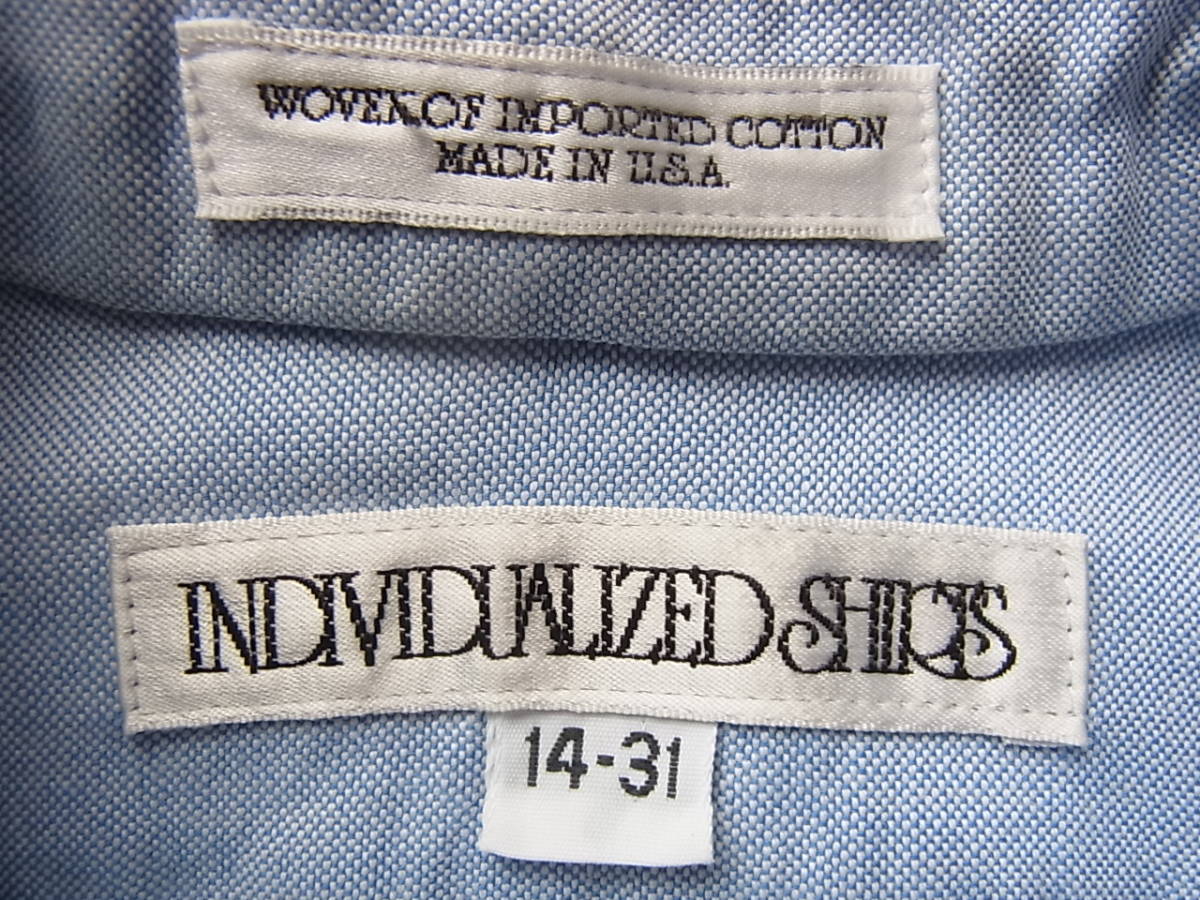 WOVEN OF IMPORTED COTTON
MADE IN U.S.A.
INDIVIDUALIZED SHIRTS
14-31